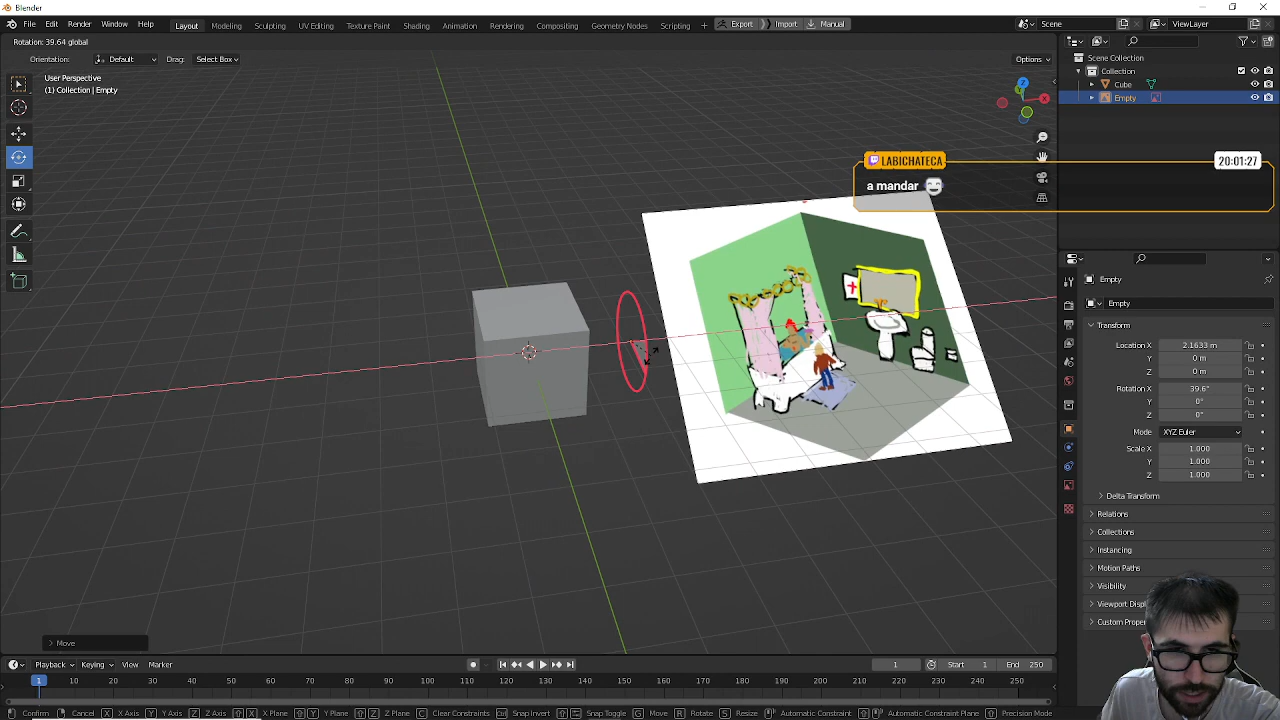 Blender
File Edit Render Window Help Layout Modeling Sculpting UV Editing Texture Paint Shading Animation Rendering Compositing Geometry Nodes Scripting + Export Import Manual Scene ViewLayer
Rotation: 39.64 global
Orientation: Default Drag: Select Box Options
User Perspective
(1) Collection | Empty
Z
X
LABICHATECA 20:01:27
a mandar
Move
Playback Keying View Marker 1 Start 1 End 250
1 10 20 30 40 50 60 70 80 90 100 110 120 130 140 150 160 170 180 190 200 210 220 230 240 250
Confirm Cancel X X Axis Y Y Axis Z Z Axis X X Plane Y Y Plane Z Z Plane C Clear Constraints Snap Invert Snap Toggle G Move R Rotate S Resize Automatic Constraint Automatic Constraint Plane Precision Mode
Scene Collection
Collection
Cube
Empty
Empty
Empty
Transform
Location X 2.1633 m
Y 0 m
Z 0 m
Rotation X 39.6°
Y 0°
Z 0°
Mode XYZ Euler
Scale X 1.000
Y 1.000
Z 1.000
Delta Transform
Relations
Collections
Instancing
Motion Paths
Visibility
Viewport Displ
Custom Proper